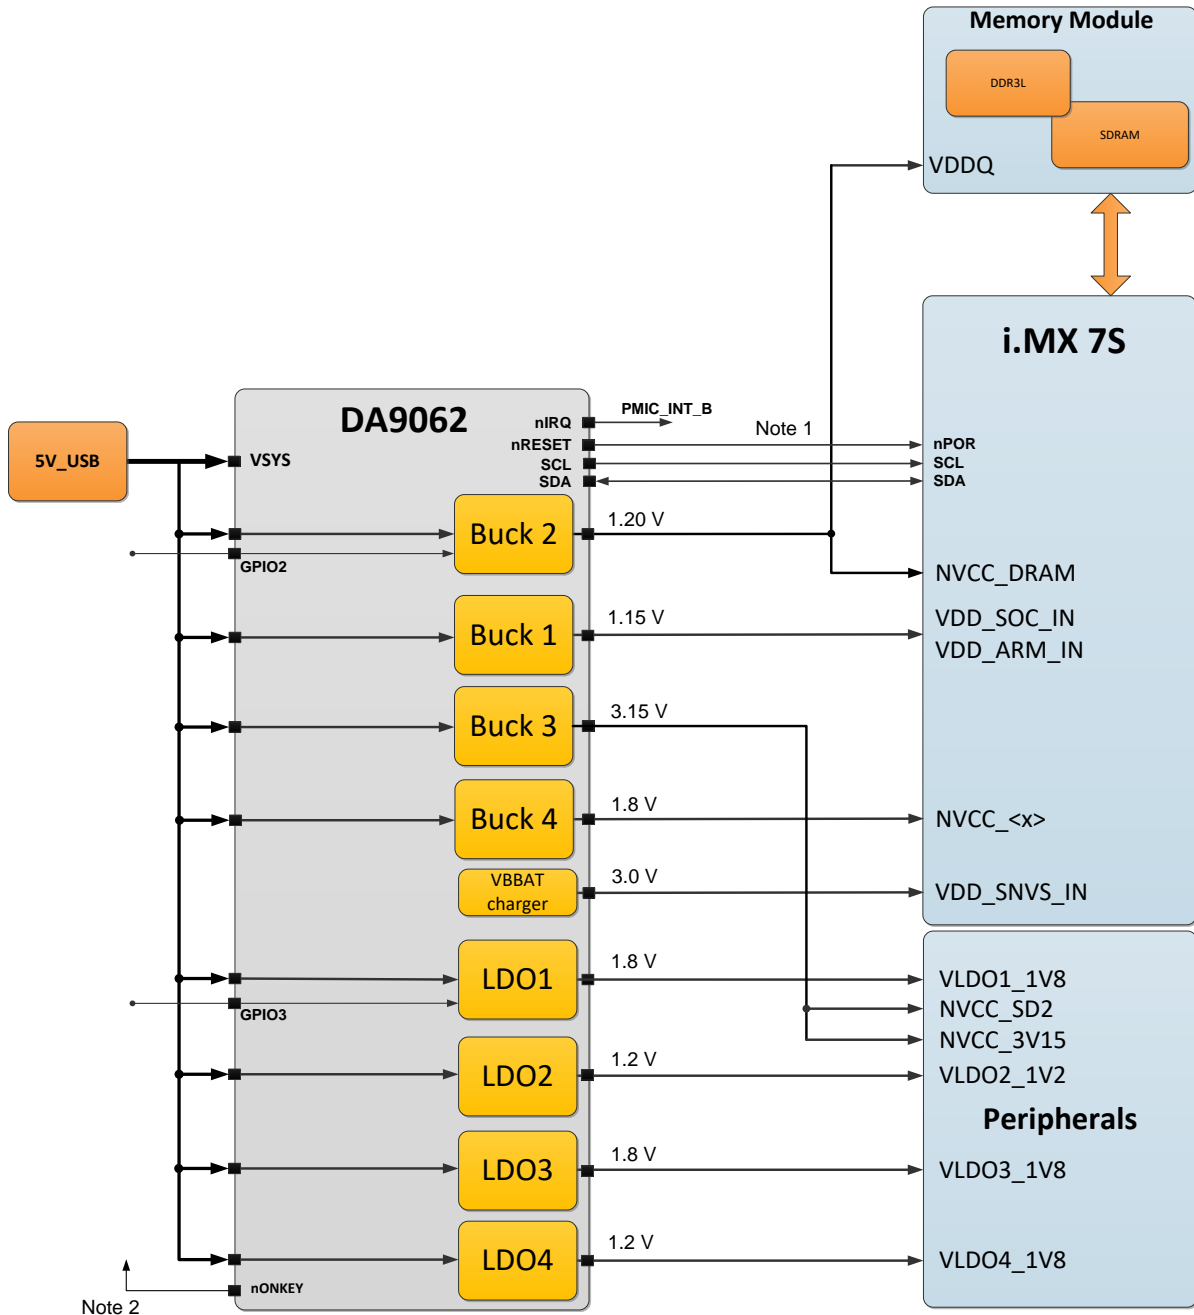 Memory Module
DDR3L
SDRAM
VDDQ
i.MX 7S
DA9062
nIRQ
PMIC_INT_B
nRESET
Note 1
nPOR
5V_USB
VSYS
SCL
SCL
SDA
SDA
Buck 2
1.20 V
GPIO2
NVCC_DRAM
Buck 1
1.15 V
VDD_SOC_IN
VDD_ARM_IN
Buck 3
3.15 V
Buck 4
1.8 V
NVCC_<x>
VBBAT
charger
3.0 V
VDD_SNVS_IN
LDO1
1.8 V
VLDO1_1V8
GPIO3
NVCC_SD2
NVCC_3V15
LDO2
1.2 V
VLDO2_1V2
Peripherals
LDO3
1.8 V
VLDO3_1V8
LDO4
1.2 V
VLDO4_1V8
nONKEY
Note 2